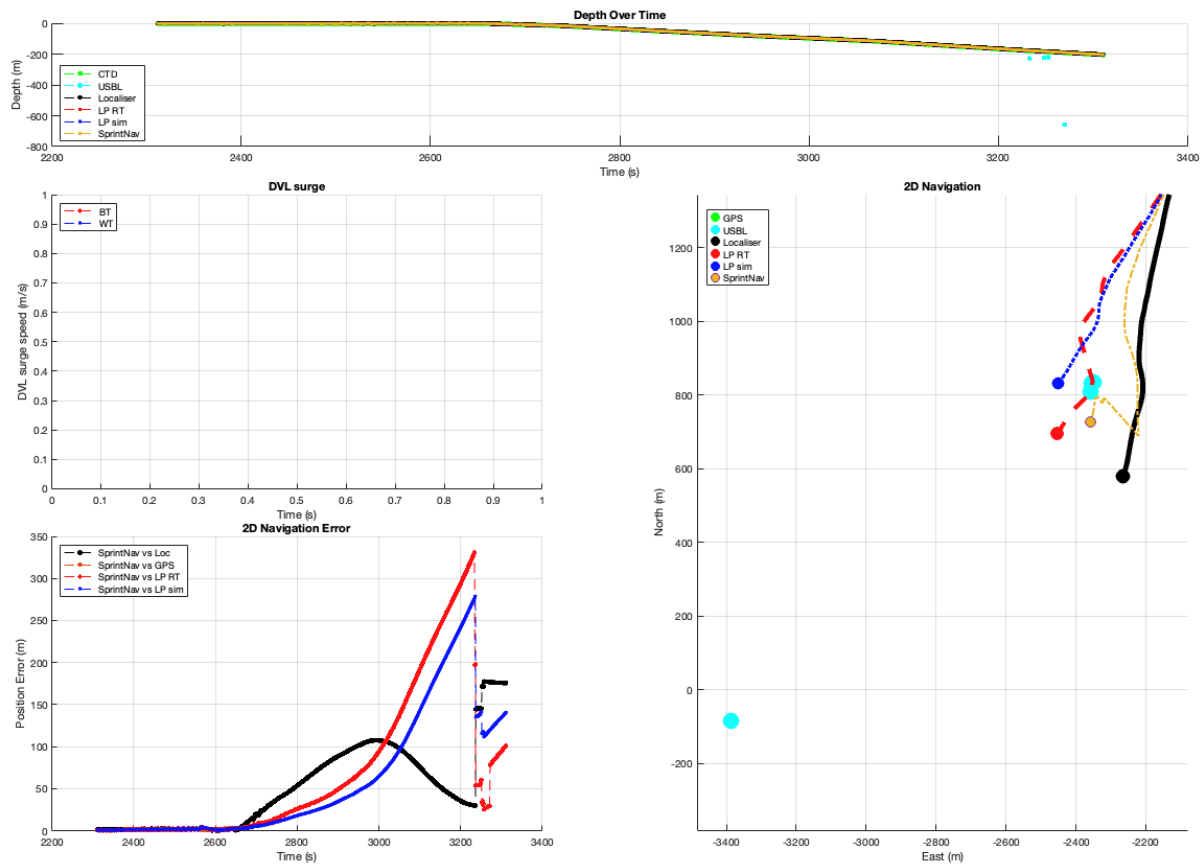 Depth Over Time
0
-200
-400
-600
-800
Depth (m)
CTD
USBL
Localiser
LP RT
LP sim
SprintNav
2200 2400 2600 2800 3000 3200 3400
Time (s)
DVL surge
1
0.9
0.8
0.7
0.6
0.5
0.4
0.3
0.2
0.1
0
DVL surge speed (m/s)
BT
WT
0 0.1 0.2 0.3 0.4 0.5 0.6 0.7 0.8 0.9 1
Time (s)
2D Navigation Error
350
300
250
200
150
100
50
0
Position Error (m)
SprintNav vs Loc
SprintNav vs GPS
SprintNav vs LP RT
SprintNav vs LP sim
2200 2400 2600 2800 3000 3200 3400
Time (s)
2D Navigation
GPS
USBL
Localiser
LP RT
LP sim
SprintNav
1200
1000
800
600
400
200
0
-200
North (m)
-3400 -3200 -3000 -2800 -2600 -2400 -2200
East (m)